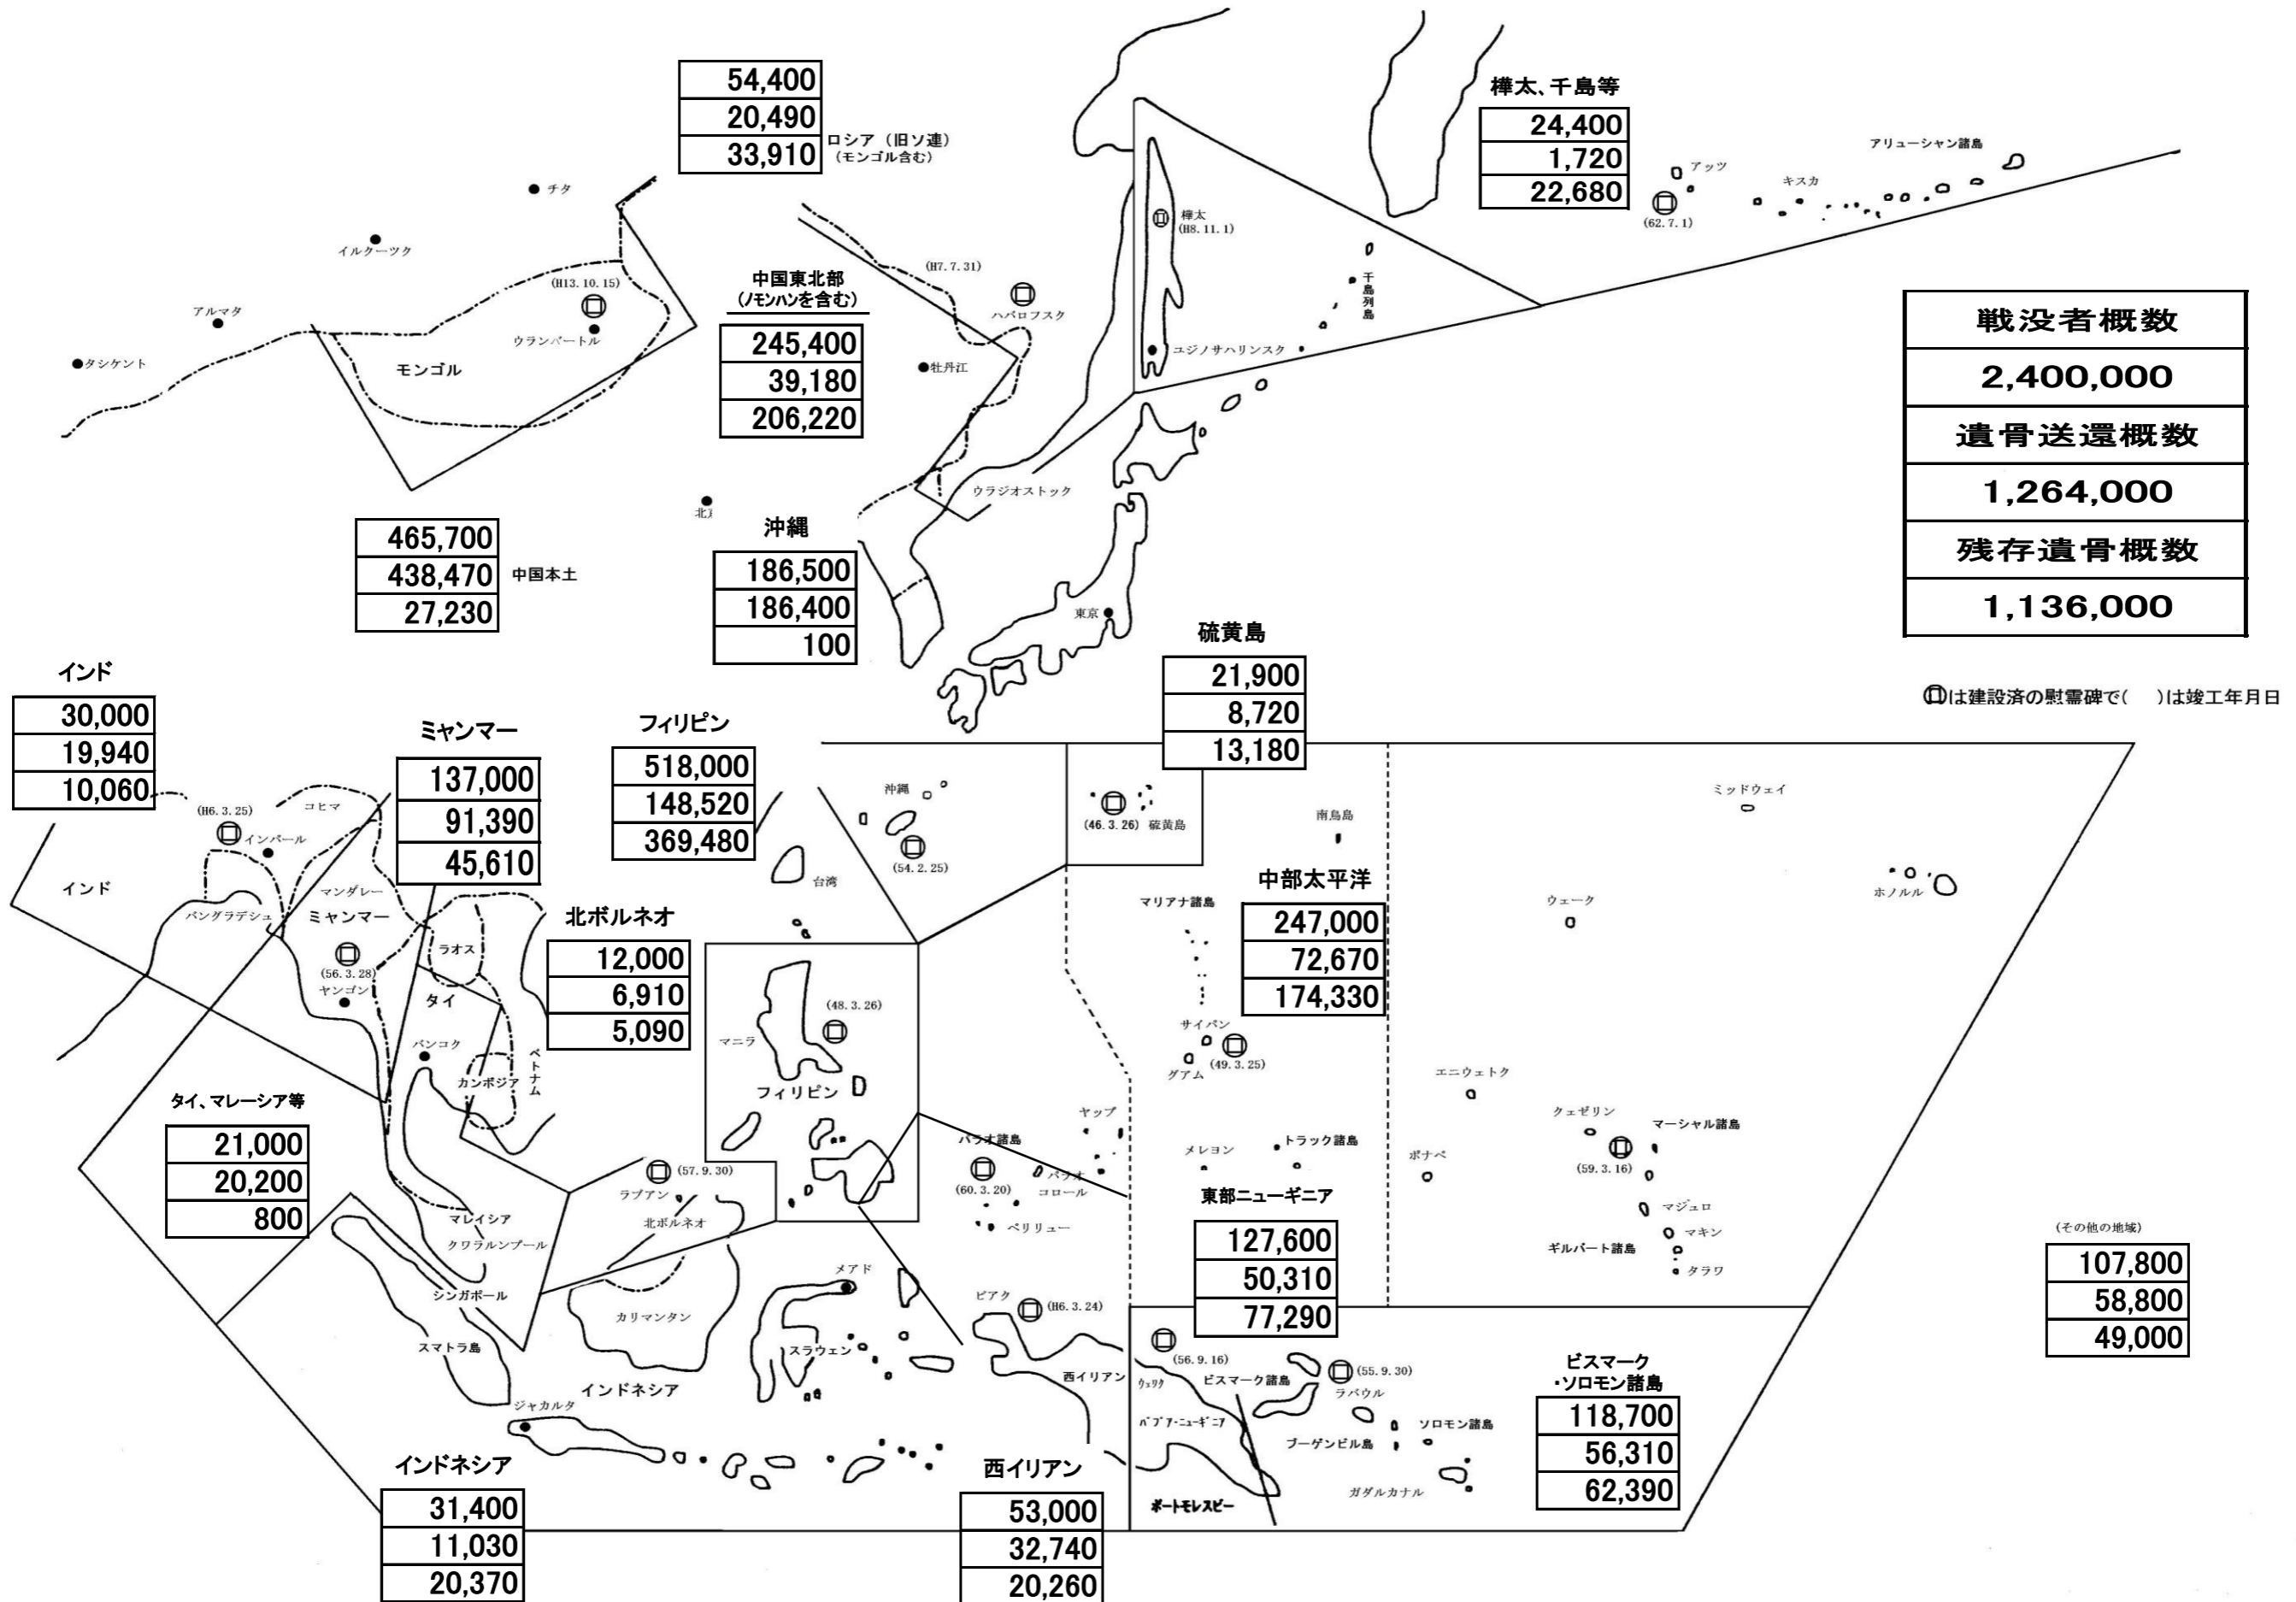 54,400
20,490
33,910
ロシア（旧ソ連）
（モンゴル含む）
樺太、千島等
24,400
1,720
22,680
アリューシャン諸島
アッツ
キスカ
(62.7.1)
チタ
イルクーツク
アルマタ
タシケント
(H13.10.15)
ウランバートル
モンゴル
中国東北部
（ノモンハンを含む）
245,400
39,180
206,220
(H7.7.31)
ハバロフスク
牡丹江
樺太
(H8.11.1)
千島列島
ユジノサハリンスク
戦没者概数
2,400,000
遺骨送還概数
1,264,000
残存遺骨概数
1,136,000
ウラジオストック
465,700
438,470
27,230
中国本土
沖縄
186,500
186,400
100
東京
硫黄島
21,900
8,720
13,180
は建設済の慰霊碑で(　)は竣工年月日
インド
30,000
19,940
10,060
ミャンマー
137,000
91,390
45,610
フィリピン
518,000
148,520
369,480
(H6.3.25)
コヒマ
インパール
インド
バングラデシュ
マンダレー
ミャンマー
(56.3.28)
ヤンゴン
ラオス
タイ
バンコク
カンボジア
ベトナム
沖縄
(54.2.25)
台湾
(46.3.26) 硫黄島
南鳥島
ミッドウェイ
ホノルル
ウェーク
北ボルネオ
12,000
6,910
5,090
中部太平洋
247,000
72,670
174,330
マリアナ諸島
サイパン
(49.3.25)
グアム
(48.3.26)
マニラ
フィリピン
タイ、マレーシア等
21,000
20,200
800
マレイシア
クワラルンプール
シンガポール
スマトラ島
(57.9.30)
ラブアン
北ボルネオ
カリマンタン
ヤップ
パラオ諸島
(60.3.20)
パラオ
コロール
ペリリュー
メレヨン
トラック諸島
エニウェトク
ポナペ
クェゼリン
マーシャル諸島
(59.3.16)
マジュロ
マキン
ギルバート諸島
タラワ
東部ニューギニア
127,600
50,310
77,290
(その他の地域)
107,800
58,800
49,000
メアド
スラウェン
インドネシア
ジャカルタ
ビアク
(H6.3.24)
西イリアン
(56.9.16)
ウェワク
パプア・ニューギニア
ビスマーク諸島
(55.9.30)
ラバウル
ソロモン諸島
ブーゲンビル島
ガダルカナル
ポートモレスビー
ビスマーク
・ソロモン諸島
118,700
56,310
62,390
インドネシア
31,400
11,030
20,370
西イリアン
53,000
32,740
20,260